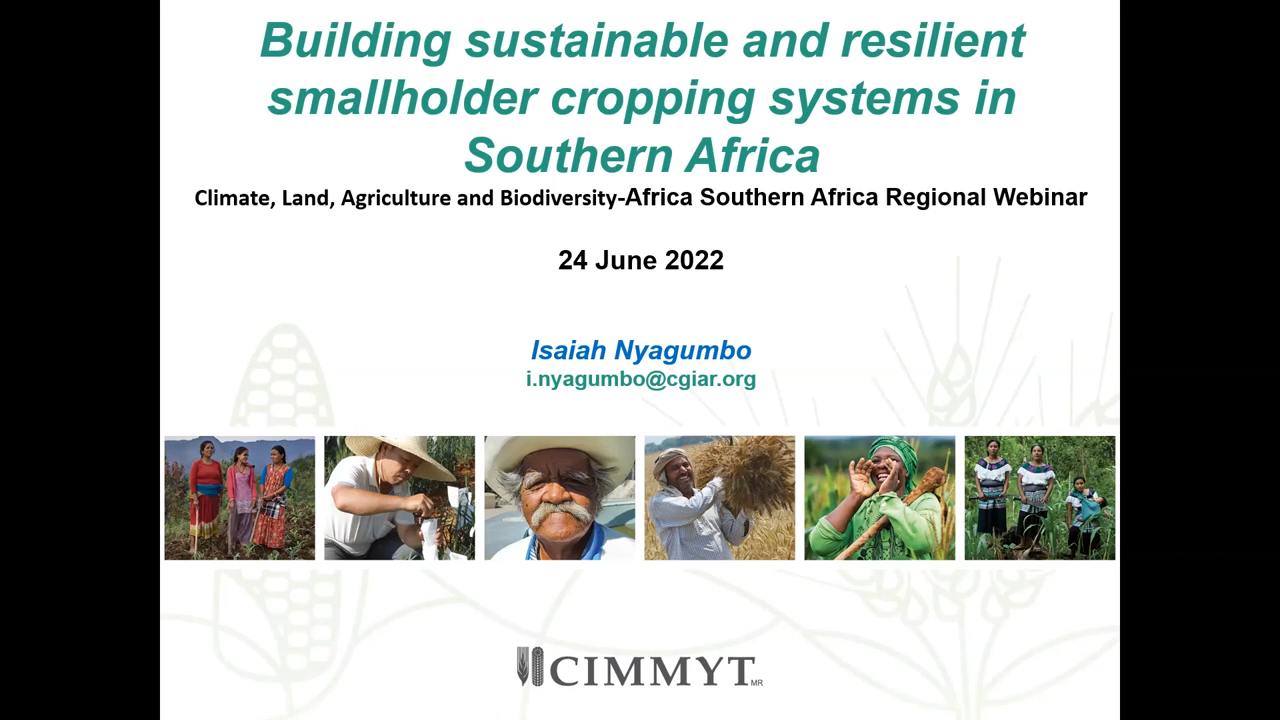 Building sustainable and resilient
smallholder cropping systems in
Southern Africa
Climate, Land, Agriculture and Biodiversity-Africa Southern Africa Regional Webinar
24 June 2022
Isaiah Nyagumbo
i.nyagumbo@cgiar.org
CIMMYT MR